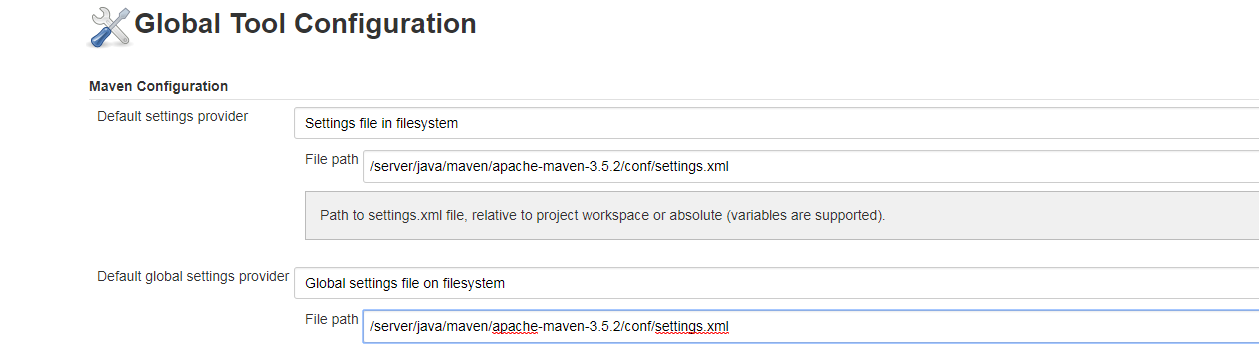 Global Tool Configuration
Maven Configuration
Default settings provider
Settings file in filesystem
File path
/server/java/maven/apache-maven-3.5.2/conf/settings.xml
Path to settings.xml file, relative to project workspace or absolute (variables are supported).
Default global settings provider
Global settings file on filesystem
File path
/server/java/maven/apache-maven-3.5.2/conf/settings.xml